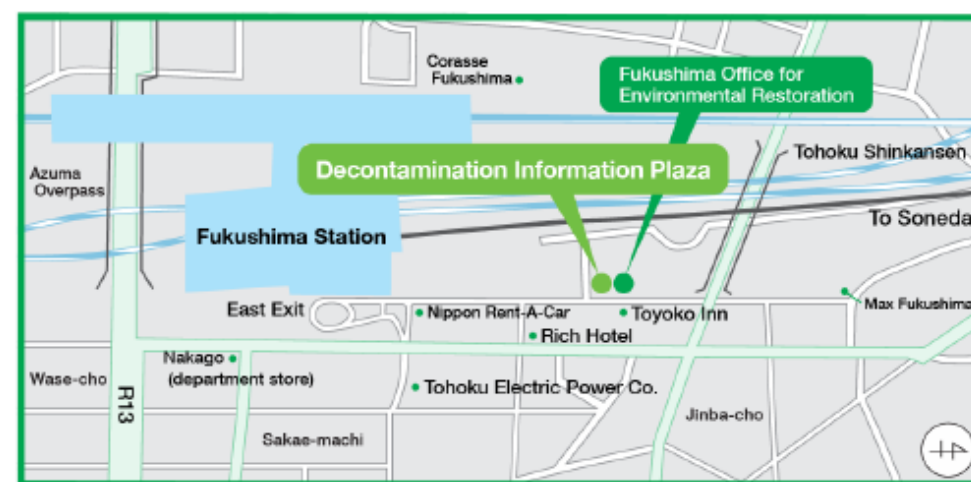 Corasse
Fukushima
Fukushima Office for
Environmental Restoration
Azuma
Overpass
Decontamination Information Plaza
Tohoku Shinkansen
Fukushima Station
To Soneda
East Exit
Nippon Rent-A-Car
Toyoko Inn
Max Fukushima
Rich Hotel
Nakago
(department store)
Wase-cho
R13
Tohoku Electric Power Co.
Jinba-cho
Sakae-machi